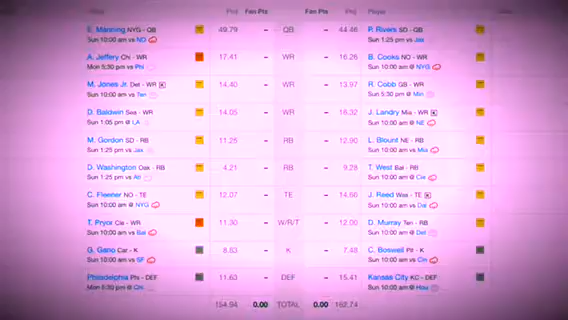 Proj Fan Pts Fan Pts Proj Player
E. Manning NYG - QB 49.79 – QB – 44.46 P. Rivers SD - QB
Sun 10:00 am vs NO Sun 1:25 pm vs Jax
A. Jeffery Chi - WR 17.41 – WR – 16.26 B. Cooks NO - WR
Mon 5:30 pm vs Phi Sun 10:00 am @ NYG
M. Jones Jr. Det - WR 14.40 – WR – 13.97 R. Cobb GB - WR
Sun 10:00 am vs Ten Sun 5:30 pm @ Min
D. Baldwin Sea - WR 14.05 – WR – 16.32 J. Landry Mia - WR
Sun 1:05 pm @ LA Sun 10:00 am @ NE
M. Gordon SD - RB 11.25 – RB – 12.90 L. Blount NE - RB
Sun 1:25 pm vs Jax Sun 10:00 am vs Mia
D. Washington Oak - RB 4.21 – RB – 9.28 T. West Bal - RB
Sun 1:25 pm vs Atl Sun 10:00 am @ Cle
C. Fleener NO - TE 12.07 – TE – 14.66 J. Reed Was - TE
Sun 10:00 am @ NYG Sun 10:00 am vs Dal
T. Pryor Cle - WR 11.30 – W/R/T – 12.00 D. Murray Ten - RB
Sun 10:00 am vs Bal Sun 10:00 am @ Det
G. Gano Car - K – K – 7.48 C. Boswell Pit - K
Sun 10:00 am vs SF Sun 10:00 am vs Cin
Philadelphia Phi - DEF 11.63 – DEF – 15.41 Kansas City KC - DEF
Mon 5:30 pm @ Chi Sun 10:00 am @ Hou
154.94 0.00 TOTAL 0.00 162.74